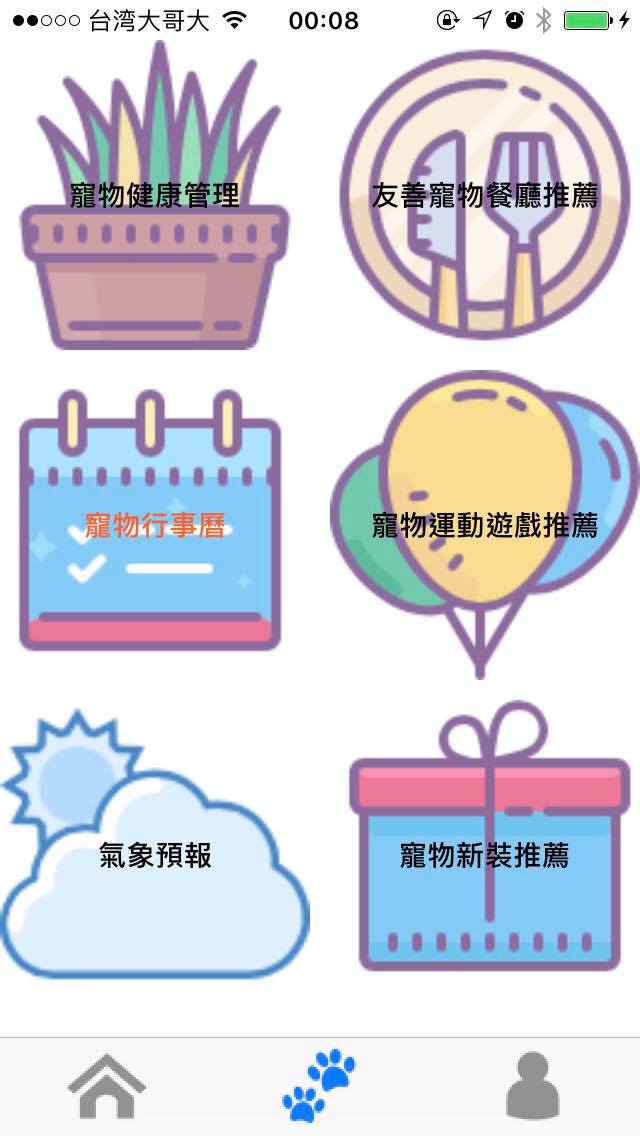 台湾大哥大 00:08
寵物健康管理
友善寵物餐廳推薦
寵物行事曆
寵物運動遊戲推薦
氣象預報
寵物新裝推薦